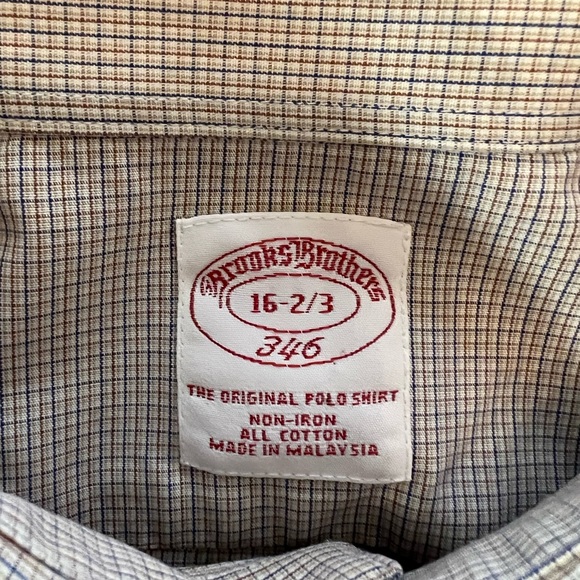 Brooks Brothers
16-2/3
346
THE ORIGINAL POLO SHIRT
NON-IRON
ALL COTTON
MADE IN MALAYSIA